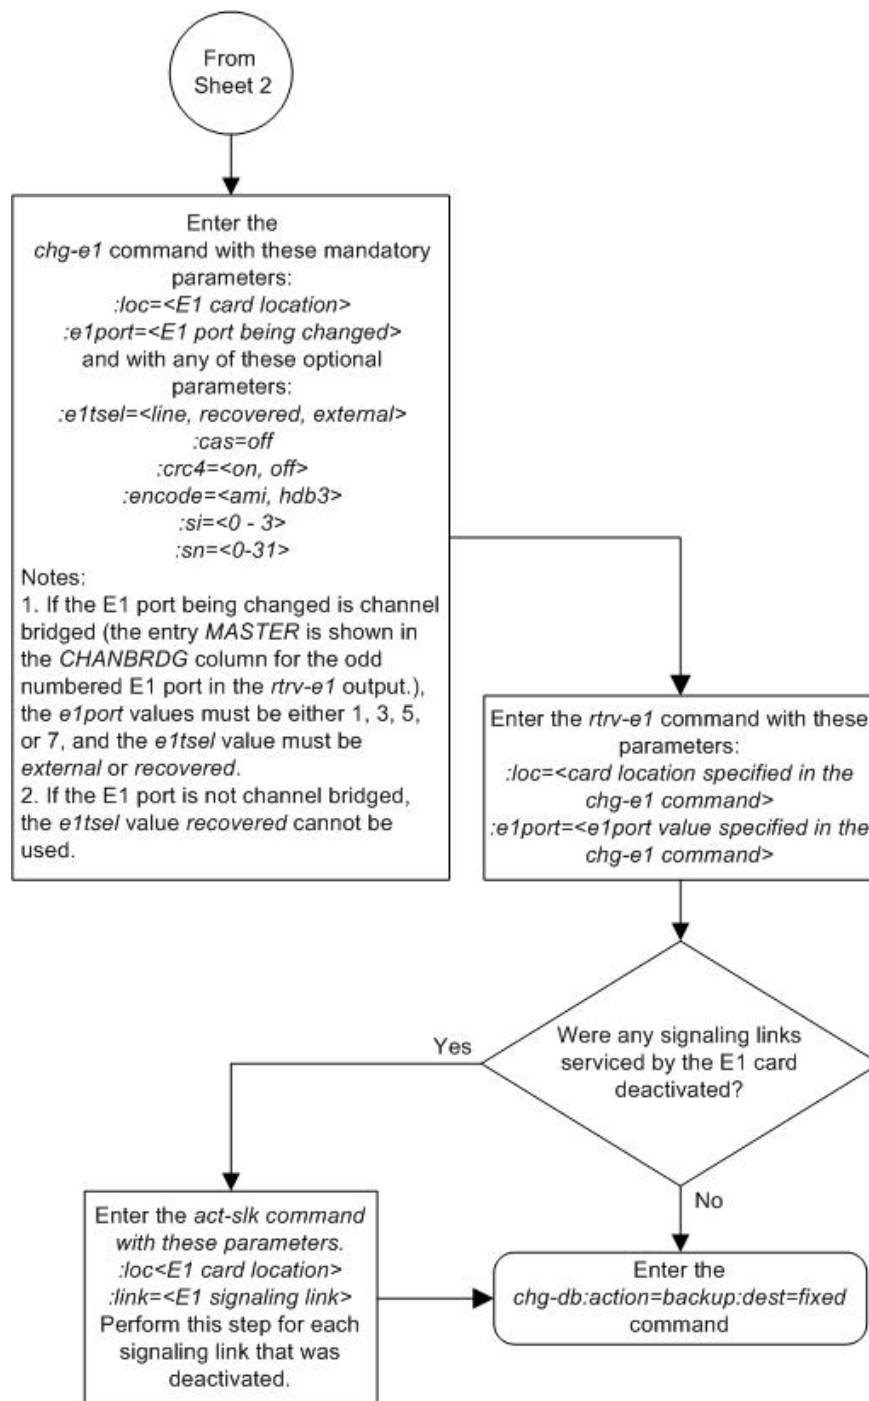 From
Sheet 2
Enter the
chg-e1 command with these mandatory
parameters:
:loc=<E1 card location>
:e1port=<E1 port being changed>
and with any of these optional
parameters:
:e1tsel=<line, recovered, external>
:cas=off
:crc4=<on, off>
:encode=<ami, hdb3>
:si=<0 - 3>
:sn=<0-31>
Notes:
1. If the E1 port being changed is channel
bridged (the entry MASTER is shown in
the CHANBRDG column for the odd
numbered E1 port in the rtrv-e1 output.),
the e1port values must be either 1, 3, 5,
or 7, and the e1tsel value must be
external or recovered.
2. If the E1 port is not channel bridged,
the e1tsel value recovered cannot be
used.
Enter the rtrv-e1 command with these
parameters:
:loc=<card location specified in the
chg-e1 command>
:e1port=<e1port value specified in the
chg-e1 command>
Were any signaling links
serviced by the E1 card
deactivated?
Yes
No
Enter the act-slk command
with these parameters.
:loc<E1 card location>
:link=<E1 signaling link>
Perform this step for each
signaling link that was
deactivated.
Enter the
chg-db:action=backup:dest=fixed
command